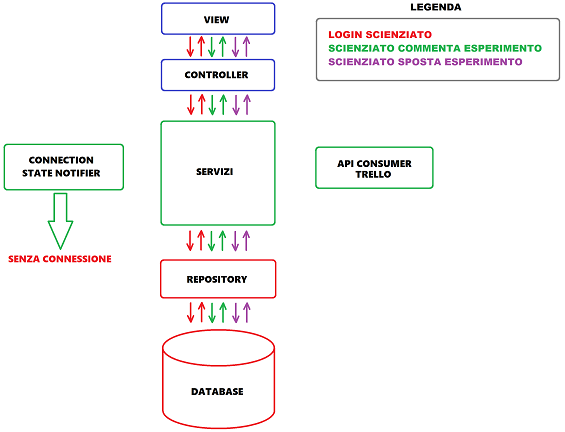 VIEW
LEGENDA
LOGIN SCIENZIATO
SCIENZIATO COMMENTA ESPERIMENTO
SCIENZIATO SPOSTA ESPERIMENTO
CONTROLLER
CONNECTION
STATE NOTIFIER
SERVIZI
API CONSUMER
TRELLO
SENZA CONNESSIONE
REPOSITORY
DATABASE